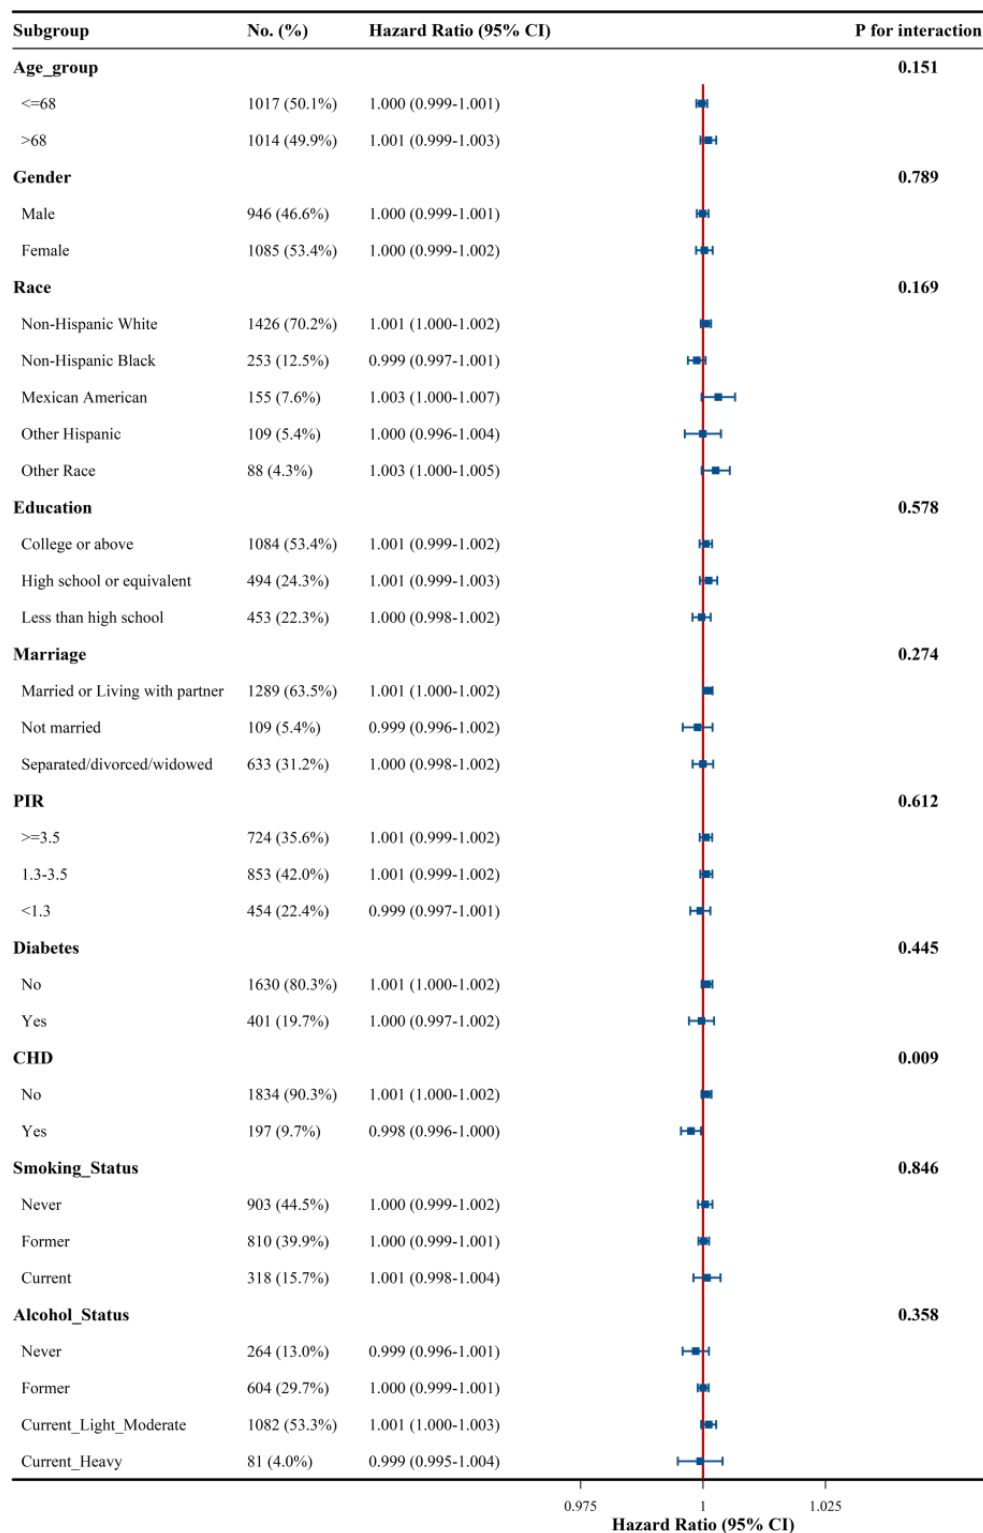 Subgroup No. (%) Hazard Ratio (95% CI) P for interaction
Age_group 0.151
<=68 1017 (50.1%) 1.000 (0.999-1.001)
>68 1014 (49.9%) 1.001 (0.999-1.003)
Gender 0.789
Male 946 (46.6%) 1.000 (0.999-1.001)
Female 1085 (53.4%) 1.000 (0.999-1.002)
Race 0.169
Non-Hispanic White 1426 (70.2%) 1.001 (1.000-1.002)
Non-Hispanic Black 253 (12.5%) 0.999 (0.997-1.001)
Mexican American 155 (7.6%) 1.003 (1.000-1.007)
Other Hispanic 109 (5.4%) 1.000 (0.996-1.004)
Other Race 88 (4.3%) 1.003 (1.000-1.005)
Education 0.578
College or above 1084 (53.4%) 1.001 (0.999-1.002)
High school or equivalent 494 (24.3%) 1.001 (0.999-1.003)
Less than high school 453 (22.3%) 1.000 (0.998-1.002)
Marriage 0.274
Married or Living with partner 1289 (63.5%) 1.001 (1.000-1.002)
Not married 109 (5.4%) 0.999 (0.996-1.002)
Separated/divorced/widowed 633 (31.2%) 1.000 (0.998-1.002)
PIR 0.612
>=3.5 724 (35.6%) 1.001 (0.999-1.002)
1.3-3.5 853 (42.0%) 1.001 (0.999-1.002)
<1.3 454 (22.4%) 0.999 (0.997-1.001)
Diabetes 0.445
No 1630 (80.3%) 1.001 (1.000-1.002)
Yes 401 (19.7%) 1.000 (0.997-1.002)
CHD 0.009
No 1834 (90.3%) 1.001 (1.000-1.002)
Yes 197 (9.7%) 0.998 (0.996-1.000)
Smoking_Status 0.846
Never 903 (44.5%) 1.000 (0.999-1.002)
Former 810 (39.9%) 1.000 (0.999-1.001)
Current 318 (15.7%) 1.001 (0.998-1.004)
Alcohol_Status 0.358
Never 264 (13.0%) 0.999 (0.996-1.001)
Former 604 (29.7%) 1.000 (0.999-1.001)
Current_Light_Moderate 1082 (53.3%) 1.001 (1.000-1.003)
Current_Heavy 81 (4.0%) 0.999 (0.995-1.004)
0.975 1 1.025
Hazard Ratio (95% CI)